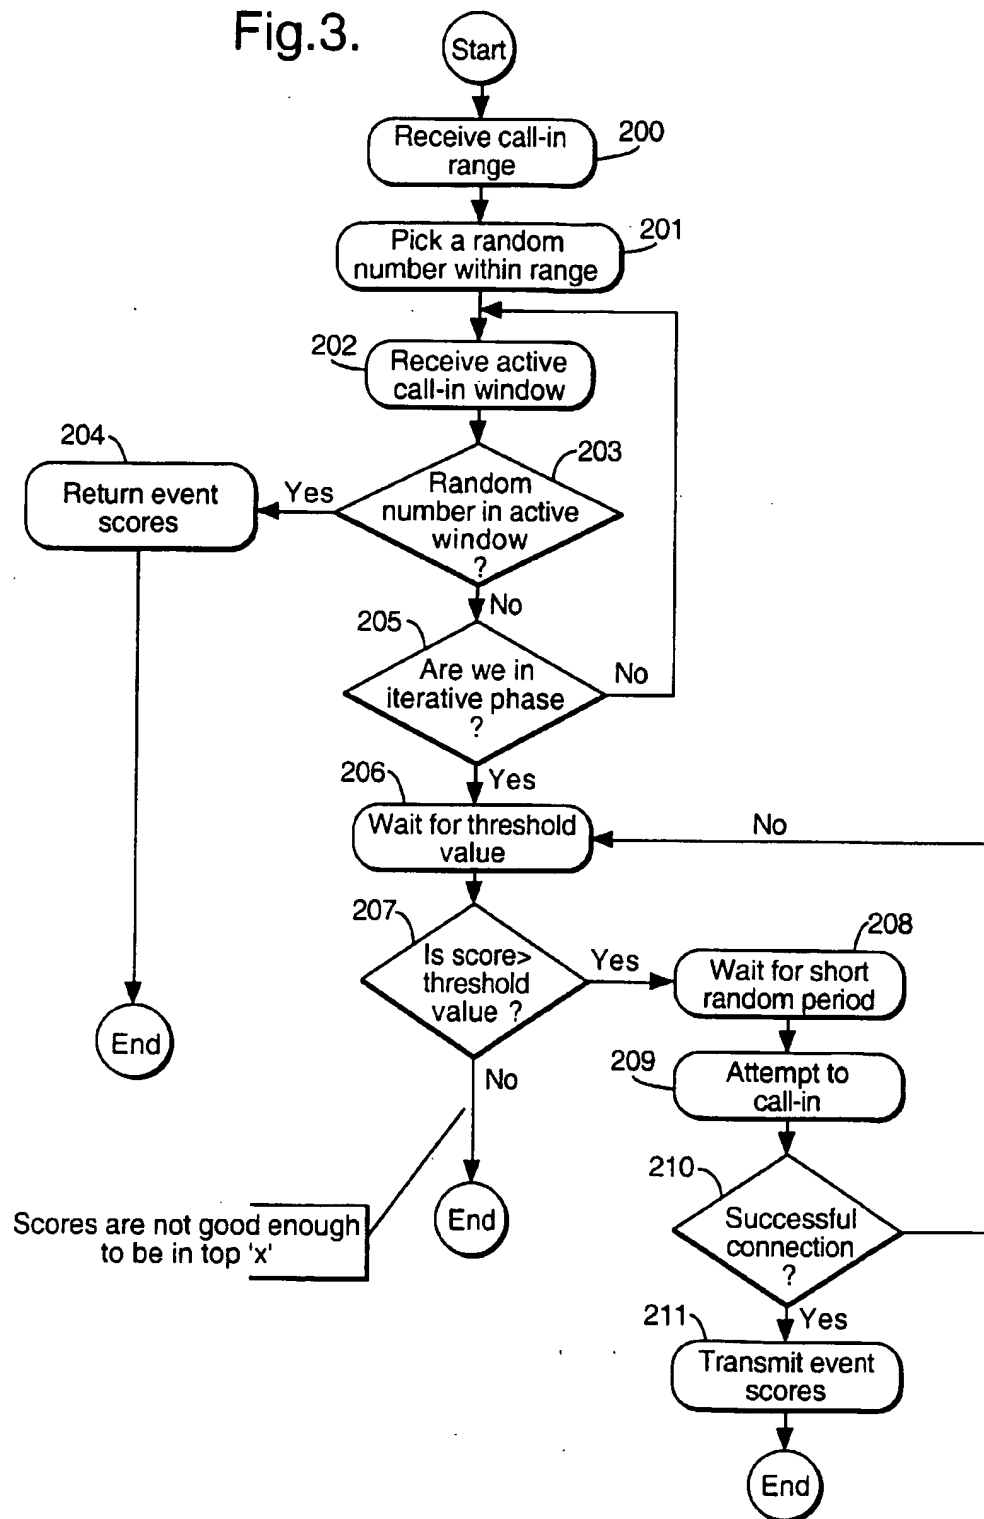 Fig.3.
Start
Receive call-in
range
200
Pick a random
number within range
201
202
Receive active
call-in window
203
Random
number in active
window
?
Yes
204
Return event
scores
End
No
205
Are we in
iterative phase
?
No
Yes
206
Wait for threshold
value
No
207
Is score>
threshold
value ?
Yes
208
Wait for short
random period
No
209
Attempt to
call-in
210
Successful
connection
?
Scores are not good enough
to be in top 'x'
End
Yes
211
Transmit event
scores
End